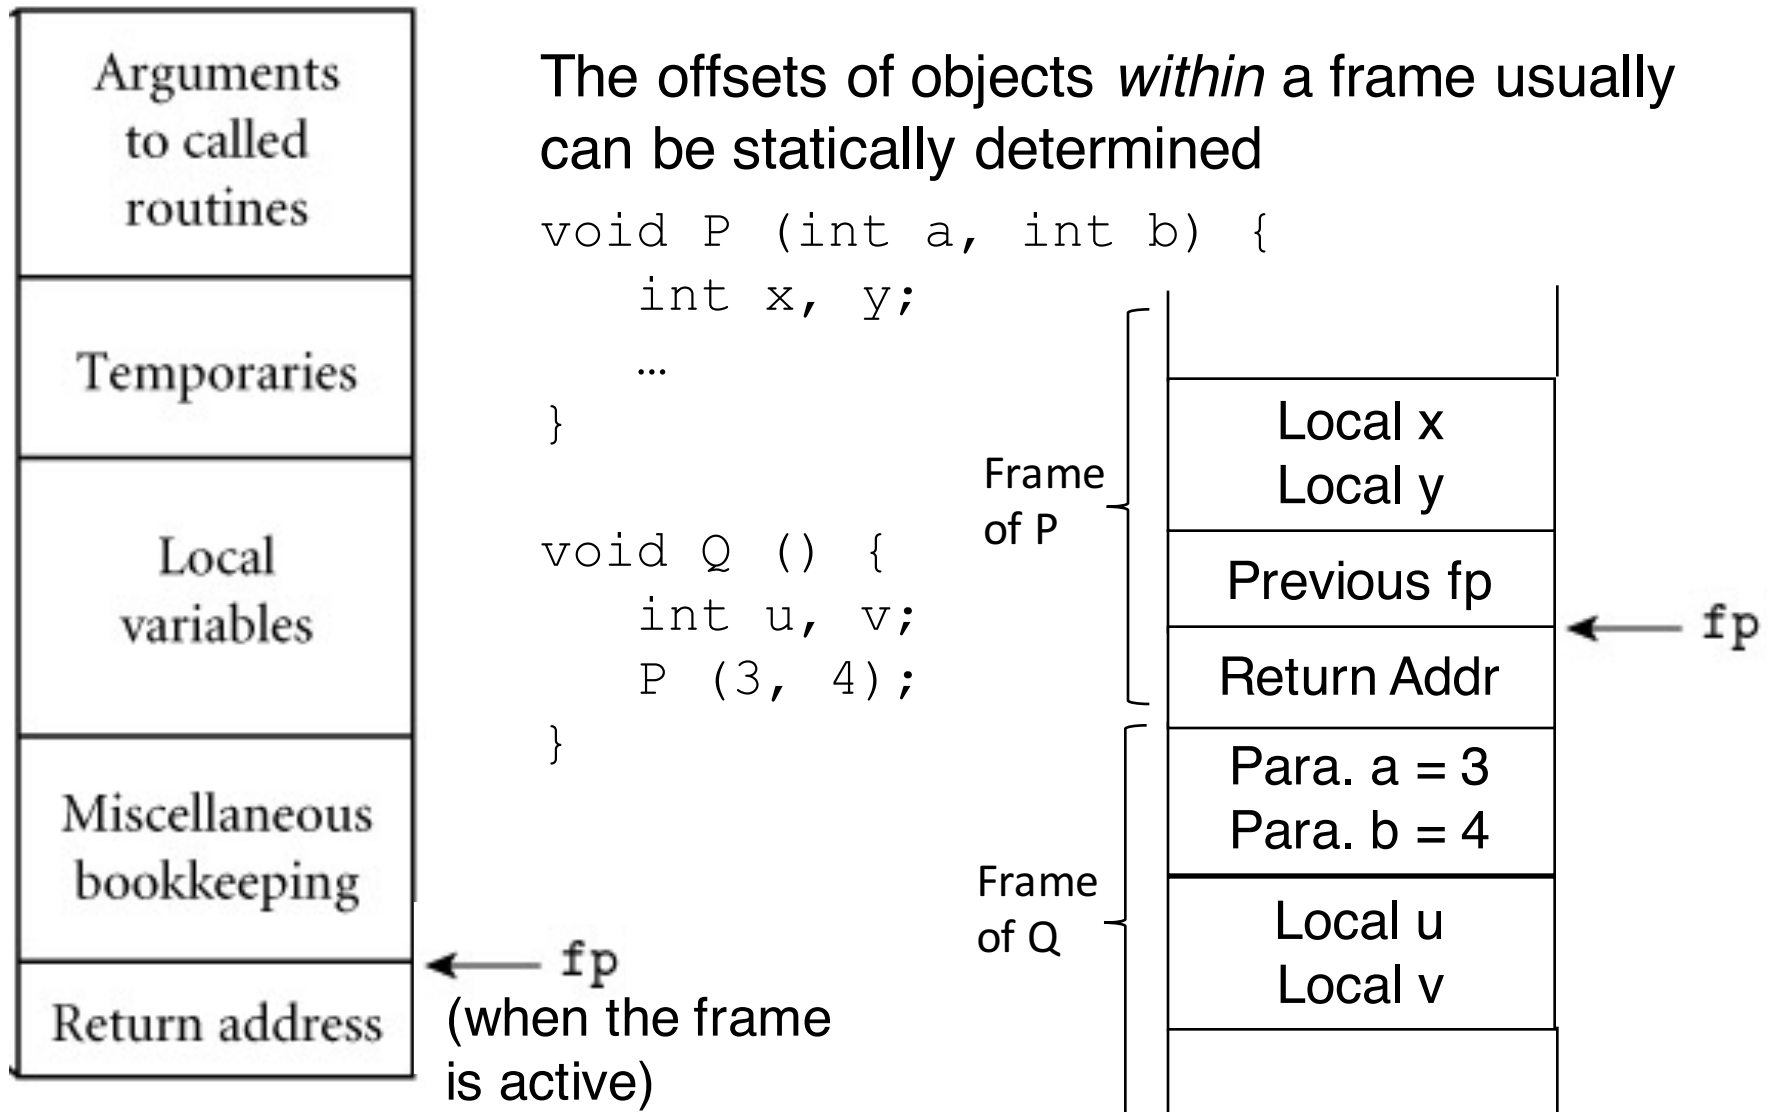 Arguments
to called
routines
Temporaries
Local
variables
Miscellaneous
bookkeeping
Return address
fp
(when the frame
is active)
The offsets of objects within a frame usually
can be statically determined
void P (int a, int b) {
int x, y;
…
}
void Q () {
int u, v;
P (3, 4);
}
Frame
of P
Local x
Local y
Previous fp
fp
Return Addr
Frame
of Q
Para. a = 3
Para. b = 4
Local u
Local v